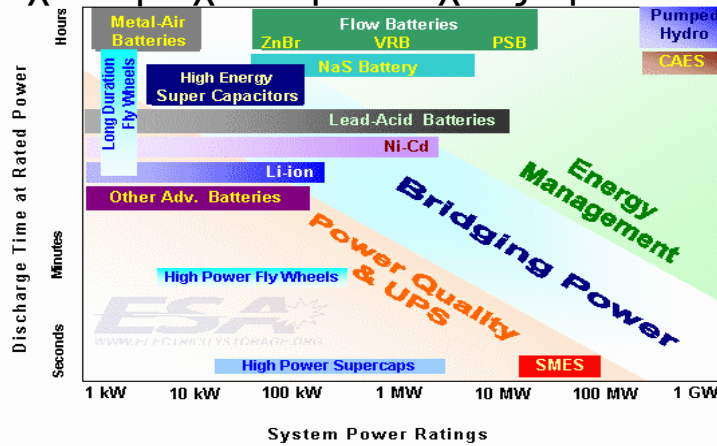 Metal-Air
Batteries
Flow Batteries
ZnBr VRB PSB
Pumped
Hydro
CAES
NaS Battery
High Energy
Super Capacitors
Long Duration
Fly Wheels
Lead-Acid Batteries
Ni-Cd
Li-ion
Other Adv. Batteries
Energy
Management
Bridging Power
Power Quality
& UPS
High Power Fly Wheels
ESA
WWW.ELECTRICITYSTORAGE.ORG
High Power Supercaps
SMES
Discharge Time at Rated Power
Hours
Minutes
Seconds
1 kW 10 kW 100 kW 1 MW 10 MW 100 MW 1 GW
System Power Ratings